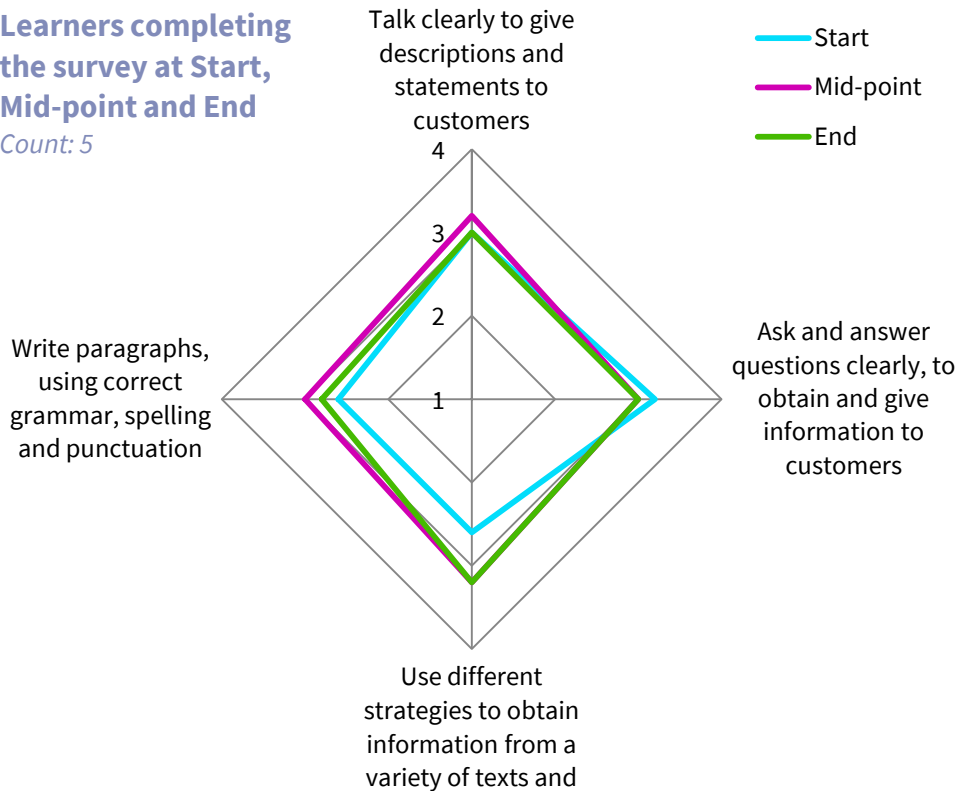 Learners completing
the survey at Start,
Mid-point and End
Count: 5
Talk clearly to give
descriptions and
statements to
customers
Start
Mid-point
End
4
3
2
1
Write paragraphs,
using correct
grammar, spelling
and punctuation
Ask and answer
questions clearly, to
obtain and give
information to
customers
Use different
strategies to obtain
information from a
variety of texts and